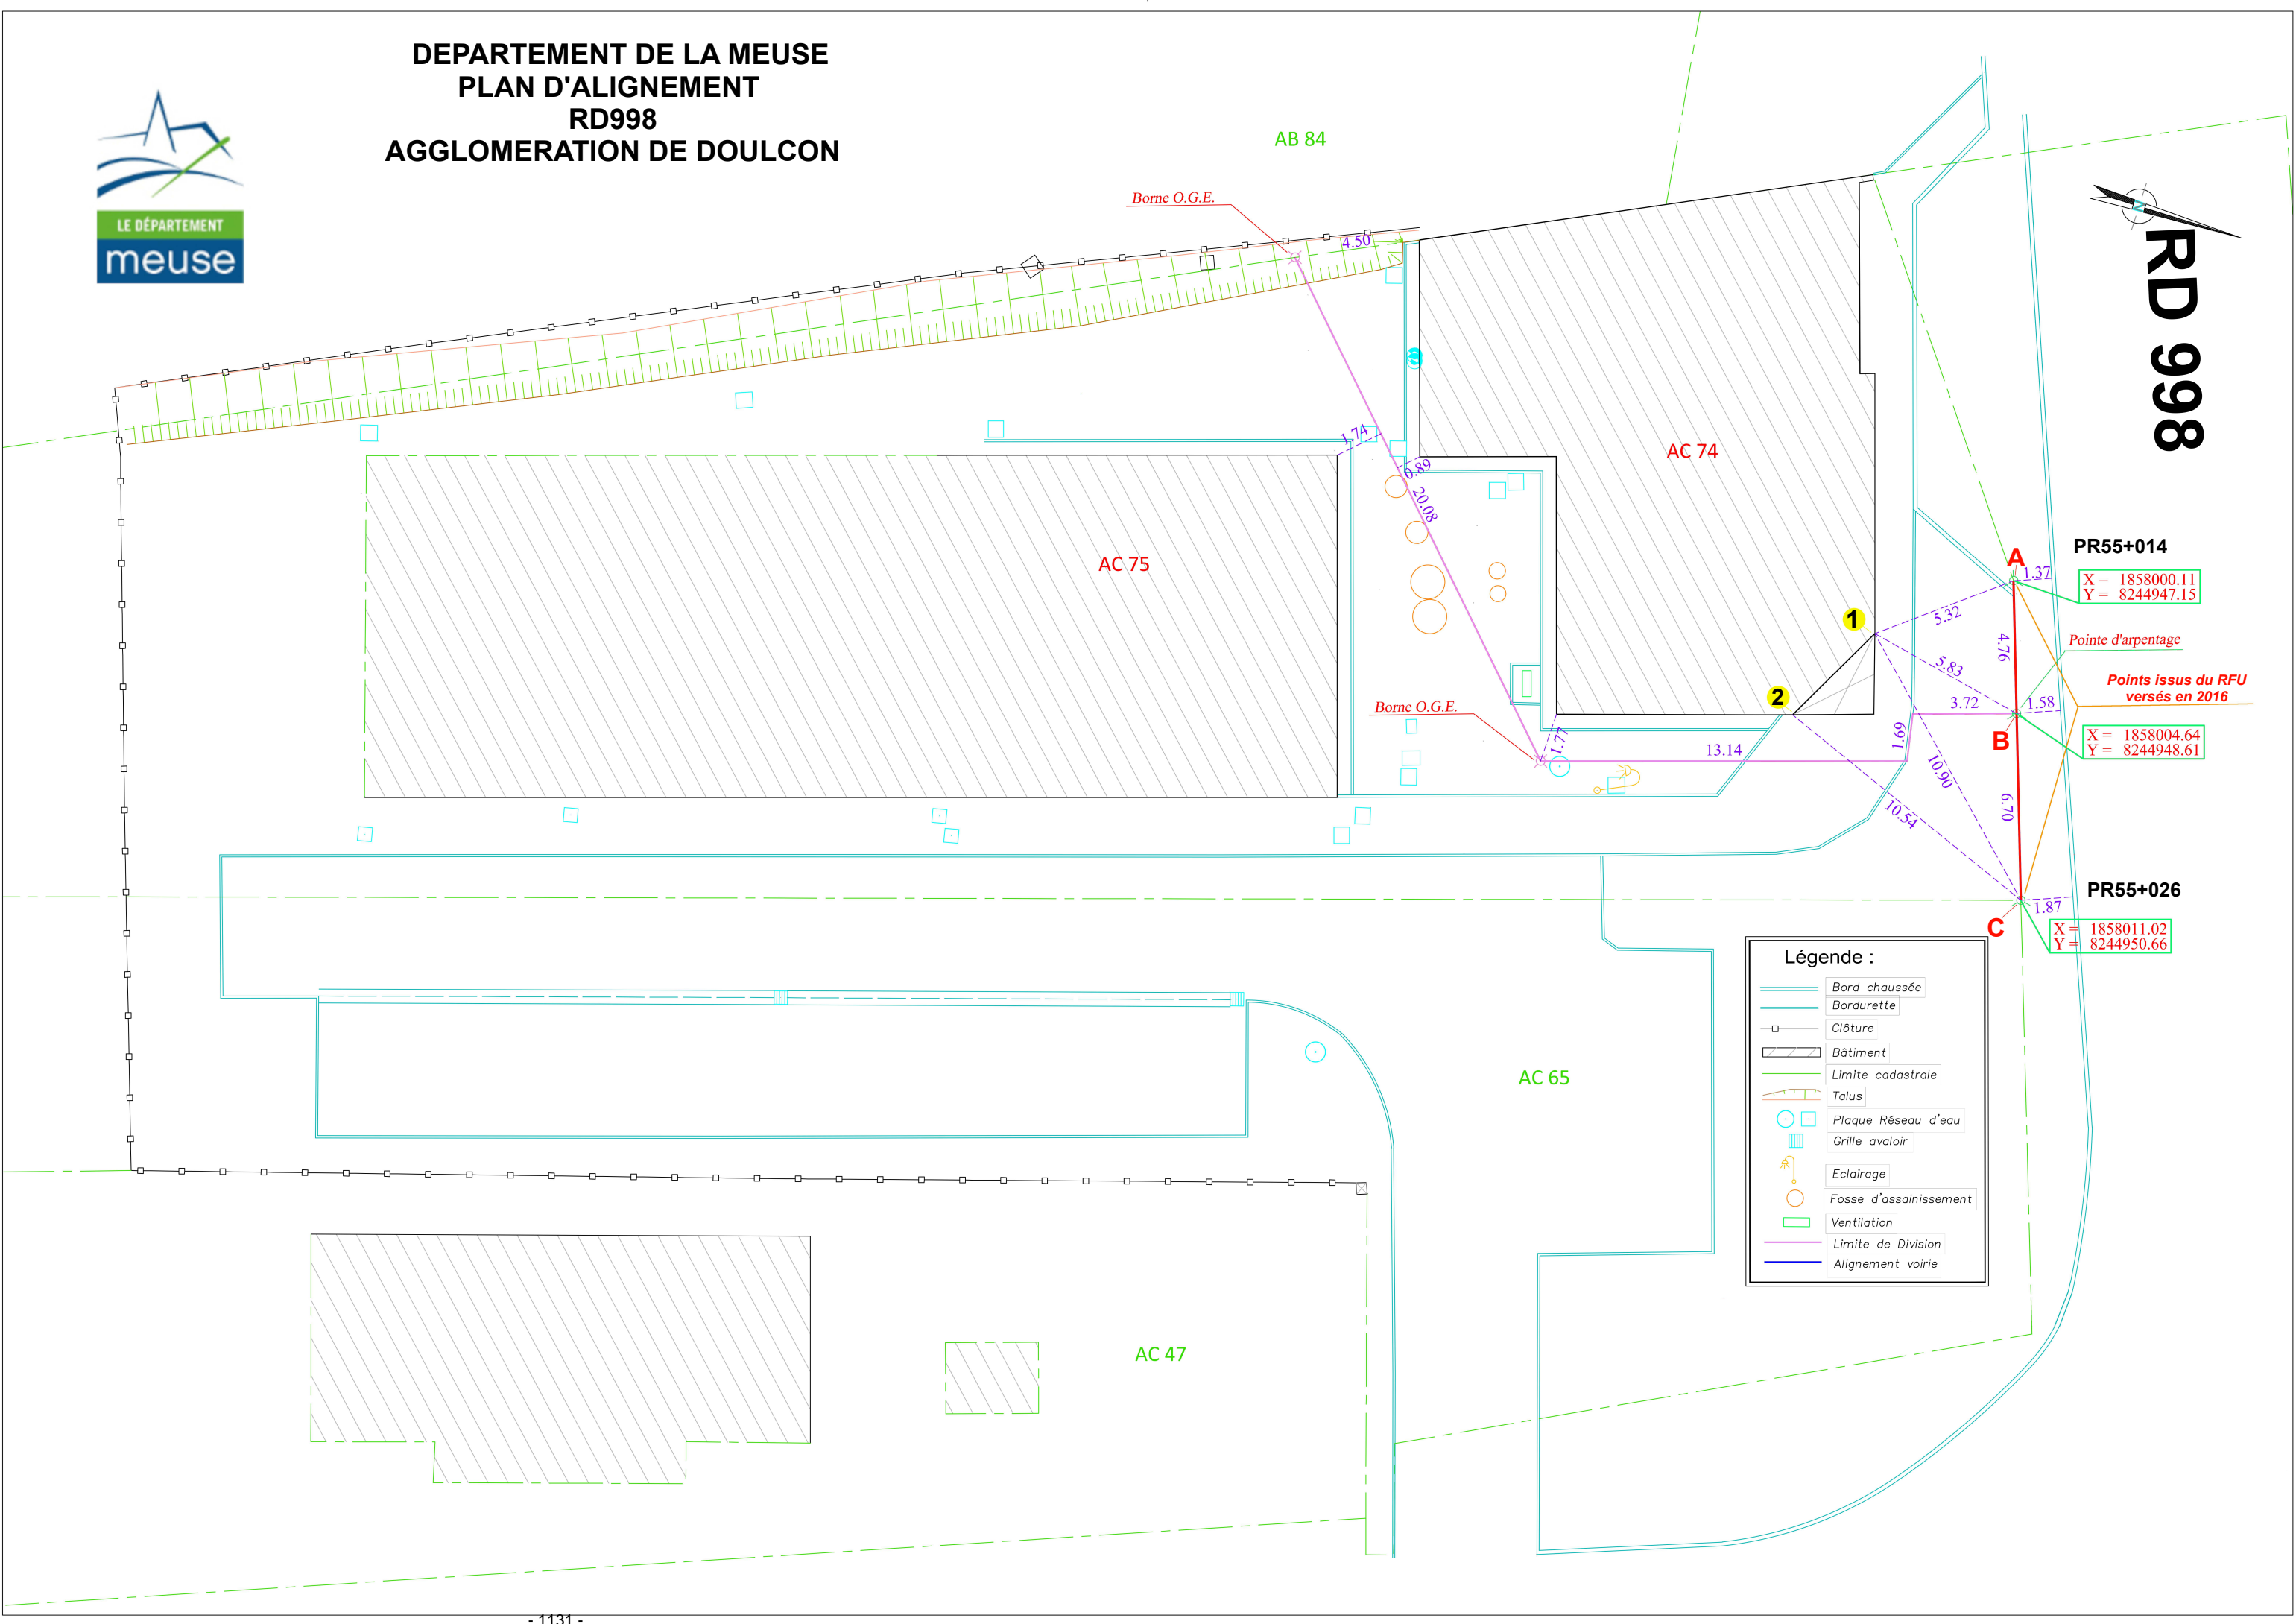 DEPARTEMENT DE LA MEUSE
PLAN D'ALIGNEMENT
RD998
AGGLOMERATION DE DOULCON
LE DÉPARTEMENT
meuse
AB 84
Borne O.G.E.
4.50
N
RD 998
1.74
0.89
20.08
AC 74
AC 75
PR55+014
A
1.37
X = 1858000.11
Y = 8244947.15
1
5.32
4.76
Pointe d'arpentage
5.83
Points issus du RFU
versés en 2016
2
3.72
1.58
Borne O.G.E.
B
X = 1858004.64
Y = 8244948.61
1.77
13.14
1.69
10.90
10.54
6.70
PR55+026
1.87
C
X = 1858011.02
Y = 8244950.66
Légende :
Bord chaussée
Bordurette
Clôture
Bâtiment
Limite cadastrale
Talus
Plaque Réseau d'eau
Grille avaloir
Eclairage
Fosse d'assainissement
Ventilation
Limite de Division
Alignement voirie
AC 65
AC 47
- 1131 -